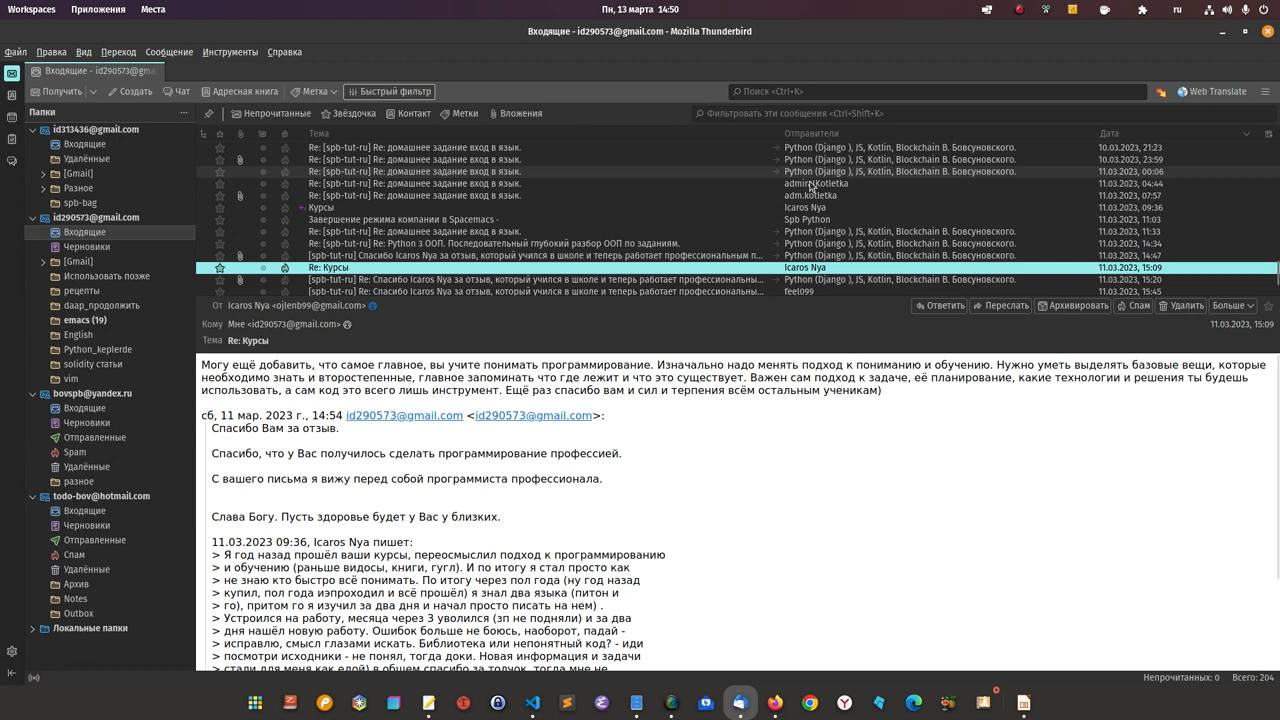 Workspaces Приложения Места Пн, 13 марта 14:50 ru
Входящие - id290573@gmail.com - Mozilla Thunderbird
Файл Правка Вид Переход Сообщение Инструменты Справка
Входящие - id290573@gma
Получить Создать Чат Адресная книга Метка Быстрый фильтр Поиск <Ctrl+K> Web Translate
Папки
id313436@gmail.com
Входящие
Удалённые
[Gmail]
Разное
spb-bag
id290573@gmail.com
Входящие
Черновики
[Gmail]
Использовать позже
рецепты
даар_продолжить
emacs (19)
English
Python_keplerde
solidity статьи
vim
bovspb@yandex.ru
Входящие
Черновики
Отправленные
Spam
Удалённые
разное
todo-bov@hotmail.com
Входящие
Черновики
Отправленные
Спам
Удалённые
Архив
Notes
Outbox
Локальные папки
Непрочитанные Звёздочка Контакт Метки Вложения Фильтровать эти сообщения <Ctrl+Shift+K>
Тема Отправители Дата
Re: [spb-tut-ru] Re: домашнее задание вход в язык. Python (Django ), JS, Kotlin, Blockchain В. Бовсуновского. 10.03.2023, 21:23
Re: [spb-tut-ru] Re: домашнее задание вход в язык. Python (Django ), JS, Kotlin, Blockchain В. Бовсуновского. 10.03.2023, 23:59
Re: [spb-tut-ru] Re: домашнее задание вход в язык. Python (Django ), JS, Kotlin, Blockchain В. Бовсуновского. 11.03.2023, 00:06
Re: [spb-tut-ru] Re: домашнее задание вход в язык. 11.03.2023, 04:44
Re: [spb-tut-ru] Re: домашнее задание вход в язык. adm.kotletka 11.03.2023, 07:57
Курсы Icaros Nya 11.03.2023, 09:36
Завершение режима компании в Spacemacs · Spb Python 11.03.2023, 11:03
Re: [spb-tut-ru] Re: домашнее задание вход в язык. Python (Django ), JS, Kotlin, Blockchain В. Бовсуновского. 11.03.2023, 11:33
Re: [spb-tut-ru] Re: Python 3 ООП. Последовательный глубокий разбор ООП по заданиям. Python (Django ), JS, Kotlin, Blockchain В. Бовсуновского. 11.03.2023, 14:34
[spb-tut-ru] Спасибо Icaros Nya за отзыв, который учился в школе и теперь работает профессиональным п... Python (Django ), JS, Kotlin, Blockchain В. Бовсуновского. 11.03.2023, 14:47
Re: Курсы Icaros Nya 11.03.2023, 15:09
[spb-tut-ru] Re: Спасибо Icaros Nya за отзыв, который учился в школе и теперь работает профессиональны... Python (Django ), JS, Kotlin, Blockchain В. Бовсуновского. 11.03.2023, 15:20
Re: [spb-tut-ru] Спасибо Icaros Nya за отзыв, который учился в школе и теперь работает профессиональны... feel099 11.03.2023, 15:45
От Icaros Nya <ojlenb99@gmail.com> Ответить Переслать Архивировать Спам Удалить Больше
Кому Мне <id290573@gmail.com> 11.03.2023, 15:09
Тема Re: Курсы
Могу ещё добавить, что самое главное, вы учите понимать программирование. Изначально надо менять подход к пониманию и обучению. Нужно уметь выделять базовые вещи, которые
необходимо знать и второстепенные, главное запоминать что где лежит и что это существует. Важен сам подход к задаче, её планирование, какие технологии и решения ты будешь
использовать, а сам код это всего лишь инструмент. Ещё раз спасибо вам и сил и терпения всём остальным ученикам)
сб, 11 мар. 2023 г., 14:54 id290573@gmail.com <id290573@gmail.com>:
Спасибо Вам за отзыв.
Спасибо, что у Вас получилось сделать программирование профессией.
С вашего письма я вижу перед собой программиста профессионала.
Слава Богу. Пусть здоровье будет у Вас у близких.
11.03.2023 09:36, Icaros Nya пишет:
> Я год назад прошёл ваши курсы, переосмыслил подход к программированию
> и обучению (раньше видосы, книги, гугл). И по итогу я стал просто как
> не знаю кто быстро всё понимать. По итогу через пол года (ну год назад
> купил, пол года иэпроходил и всё прошёл) я знал два языка (питон и
> го), притом го я изучил за два дня и начал просто писать на нем) .
> Устроился на работу, месяца через 3 уволился (зп не подняли) и за два
> дня нашёл новую работу. Ошибок больше не боюсь, наоборот, падай -
> исправлю, смысл глазами искать. Библиотека или непонятный код? - иди
> посмотри исходники - не понял, тогда доки. Новая информация и задачи
> стали для меня как едой) в общем спасибо за толчок, тогда мне не
Непрочитанных: 0 Всего: 204